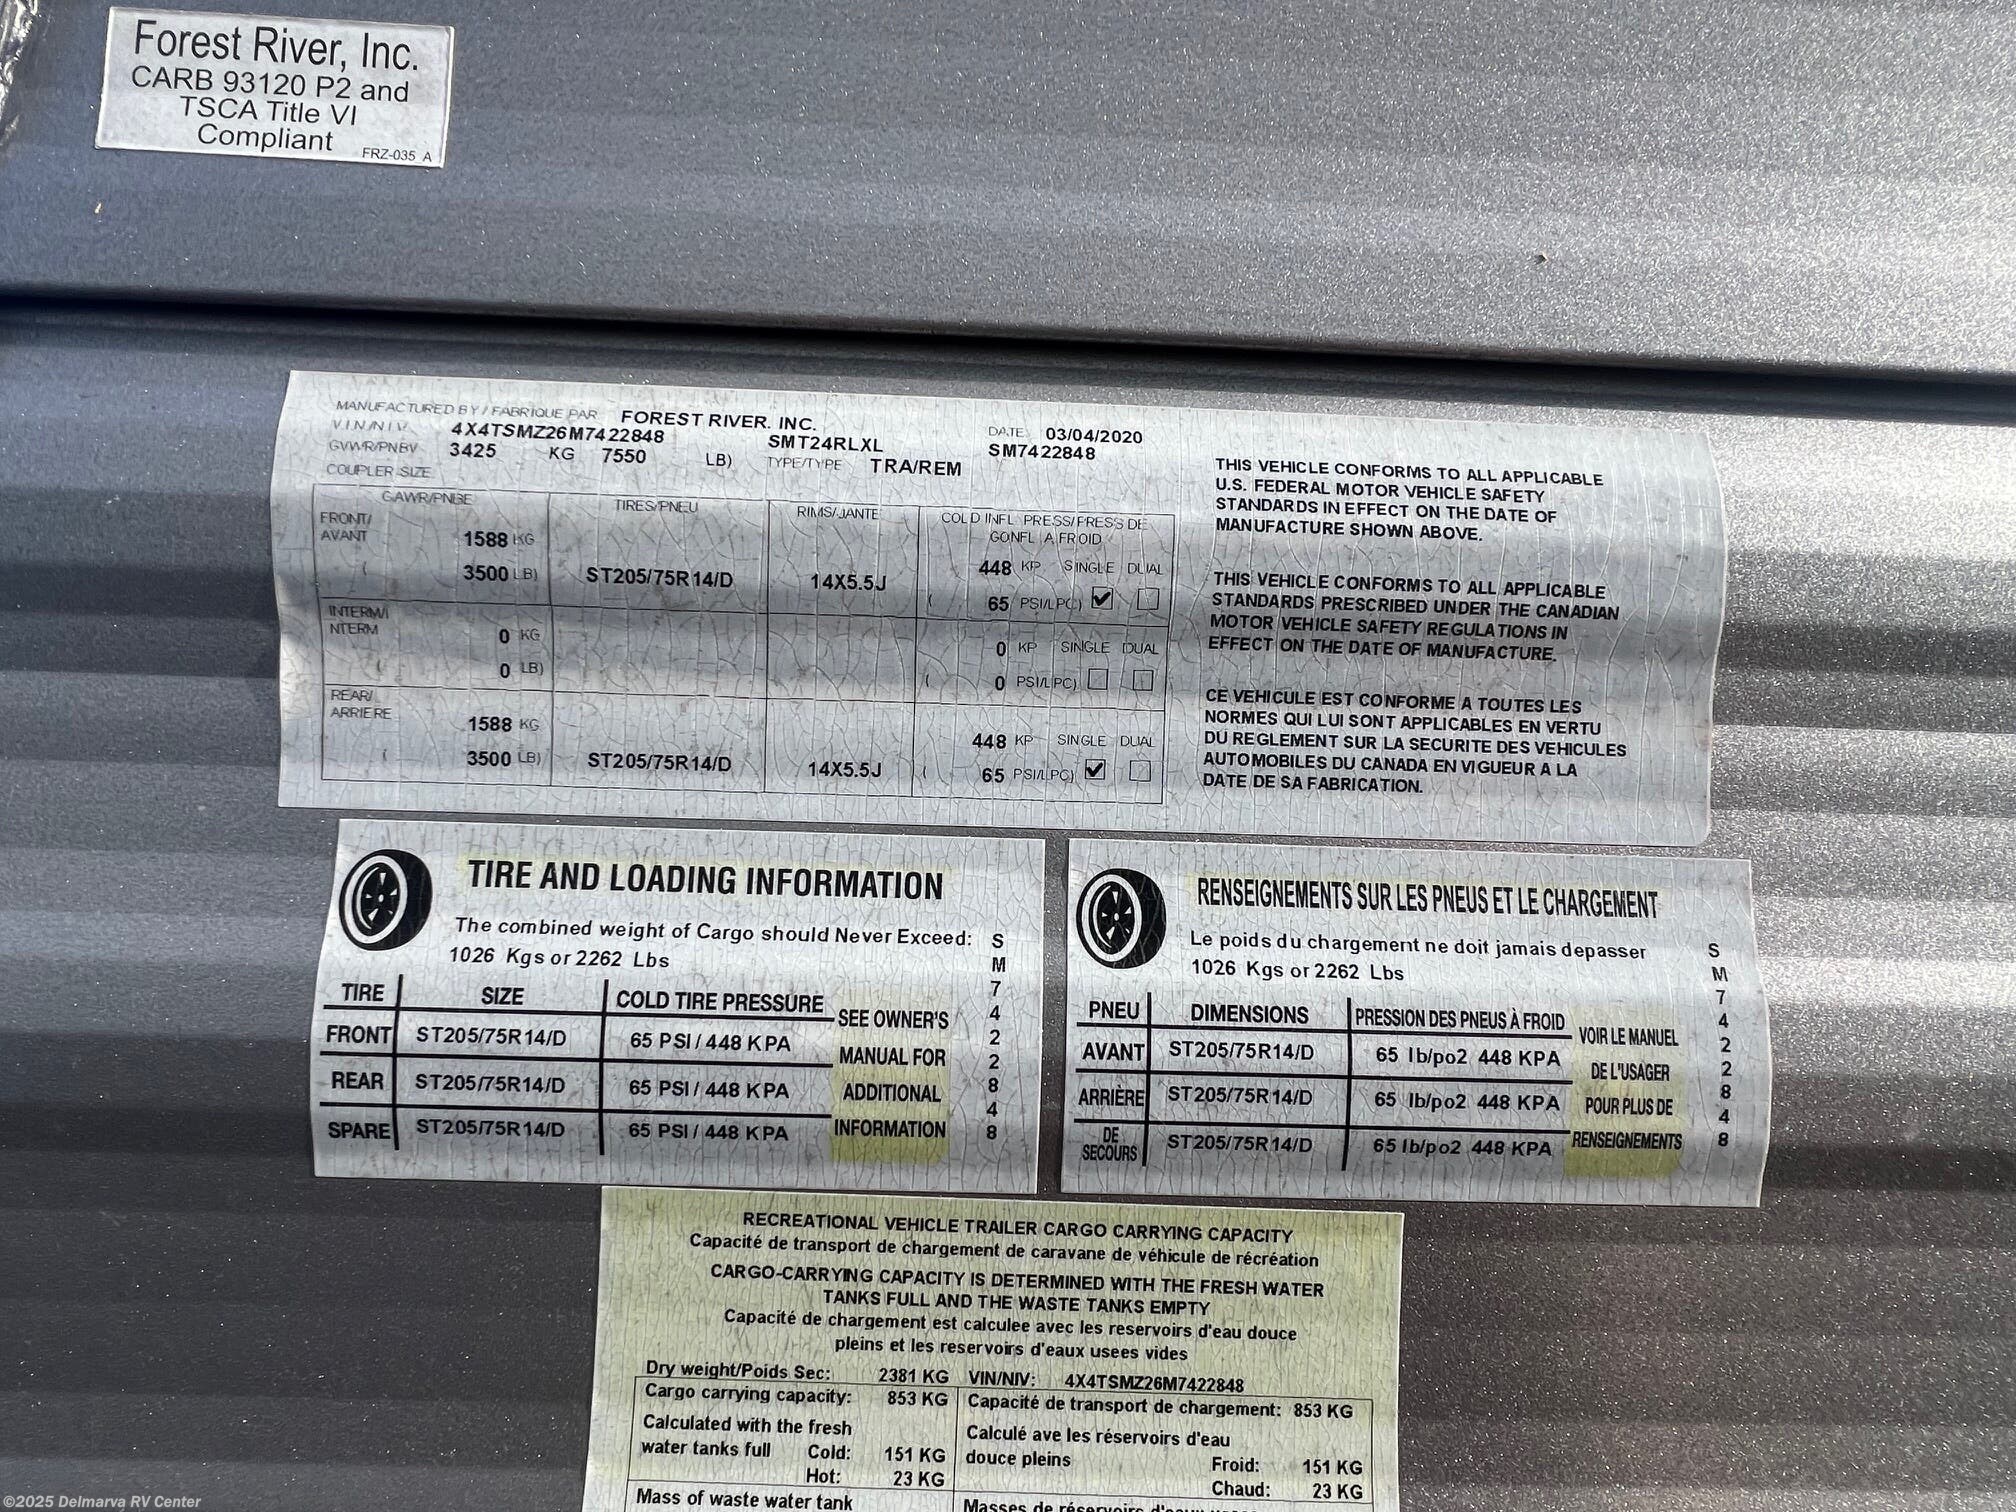 Forest River, Inc.
CARB 93120 P2 and
TSCA Title VI
Compliant
FRZ-035 A
MANUFACTURED BY / FABRIQUE PAR FOREST RIVER. INC.
DATE 03/04/2020
V.I.N/N.I.V. 4X4TSMZ26M7422848
SMT24RLXL
SM7422848
GVWR/PNBV 3425 KG 7550 LB)
TYPE/TYPE TRA/REM
COUPLER SIZE
GAWR/PNBE
TIRES/PNEU
RIMS/JANTE
COLD INFL PRESS/PRESS DE
GONFL A FROID
FRONT/
AVANT
1588 KG
( 3500 LB)
ST205/75R14/D
14X5.5J
448 KP SINGLE DUAL
( 65 PSI/LPC)
INTERM/I
NTERM
0 KG
( 0 LB)
0 KP SINGLE DUAL
( 0 PSI/LPC)
REAR/
ARRIERE
1588 KG
( 3500 LB)
ST205/75R14/D
14X5.5J
448 KP SINGLE DUAL
( 65 PSI/LPC)
THIS VEHICLE CONFORMS TO ALL APPLICABLE
U.S. FEDERAL MOTOR VEHICLE SAFETY
STANDARDS IN EFFECT ON THE DATE OF
MANUFACTURE SHOWN ABOVE.
THIS VEHICLE CONFORMS TO ALL APPLICABLE
STANDARDS PRESCRIBED UNDER THE CANADIAN
MOTOR VEHICLE SAFETY REGULATIONS IN
EFFECT ON THE DATE OF MANUFACTURE.
CE VEHICULE EST CONFORME A TOUTES LES
NORMES QUI LUI SONT APPLICABLES EN VERTU
DU REGLEMENT SUR LA SECURITE DES VEHICULES
AUTOMOBILES DU CANADA EN VIGUEUR A LA
DATE DE SA FABRICATION.
TIRE AND LOADING INFORMATION
The combined weight of Cargo should Never Exceed:
1026 Kgs or 2262 Lbs
TIRE SIZE COLD TIRE PRESSURE
FRONT ST205/75R14/D 65 PSI / 448 KPA
REAR ST205/75R14/D 65 PSI / 448 KPA
SPARE ST205/75R14/D 65 PSI / 448 KPA
SEE OWNER'S
MANUAL FOR
ADDITIONAL
INFORMATION
S
M
7
4
2
2
8
4
8
RENSEIGNEMENTS SUR LES PNEUS ET LE CHARGEMENT
Le poids du chargement ne doit jamais depasser
1026 Kgs or 2262 Lbs
PNEU DIMENSIONS PRESSION DES PNEUS À FROID
AVANT ST205/75R14/D 65 lb/po2 448 KPA
ARRIÈRE ST205/75R14/D 65 lb/po2 448 KPA
DE
SECOURS ST205/75R14/D 65 lb/po2 448 KPA
VOIR LE MANUEL
DE L'USAGER
POUR PLUS DE
RENSEIGNEMENTS
S
M
7
4
2
2
8
4
8
RECREATIONAL VEHICLE TRAILER CARGO CARRYING CAPACITY
Capacité de transport de chargement de caravane de véhicule de récréation
CARGO-CARRYING CAPACITY IS DETERMINED WITH THE FRESH WATER
TANKS FULL AND THE WASTE TANKS EMPTY
Capacité de chargement est calculee avec les reservoirs d'eau douce
pleins et les reservoirs d'eaux usees vides
Dry weight/Poids Sec: 2381 KG VIN/NIV: 4X4TSMZ26M7422848
Cargo carrying capacity: 853 KG
Calculated with the fresh
water tanks full Cold: 151 KG
Hot: 23 KG
Mass of waste water tank
Capacité de transport de chargement: 853 KG
Calculé ave les réservoirs d'eau
douce pleins
Froid: 151 KG
Chaud: 23 KG
Masses de réservoirs
©2025 Delmarva RV Center